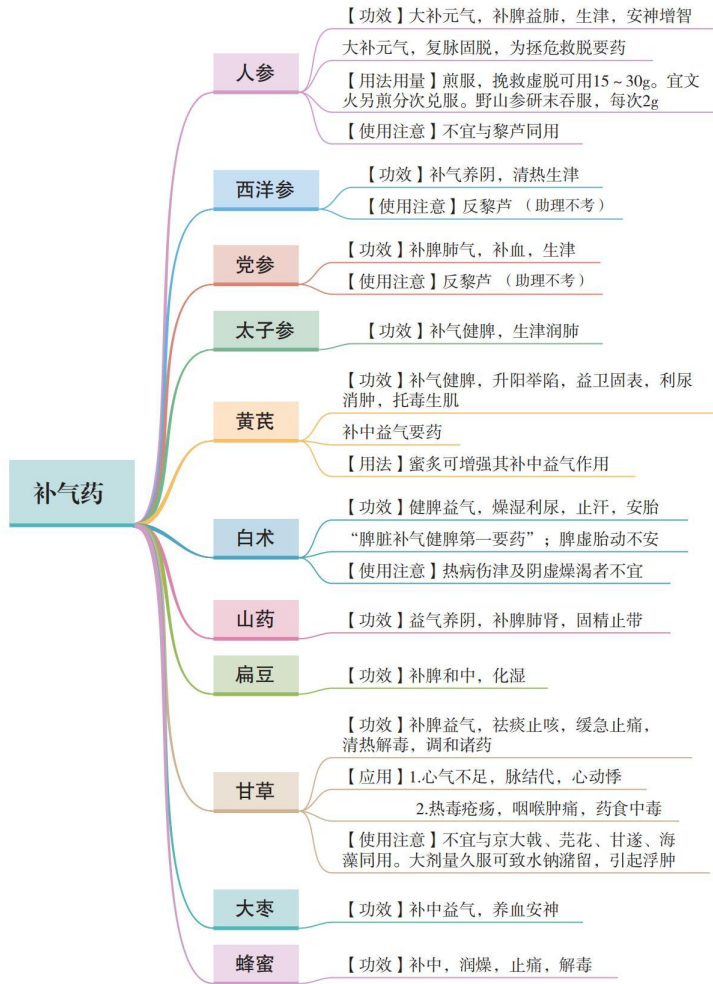 补气药
人参
【功效】大补元气，补脾益肺，生津，安神增智
大补元气，复脉固脱，为拯危救脱要药
【用法用量】煎服，挽救虚脱可用15～30g。宜文
火另煎分次兑服。野山参研末吞服，每次2g
【使用注意】不宜与黎芦同用
西洋参
【功效】补气养阴，清热生津
【使用注意】反黎芦（助理不考）
党参
【功效】补脾肺气，补血，生津
【使用注意】反黎芦（助理不考）
太子参
【功效】补气健脾，生津润肺
黄芪
【功效】补气健脾，升阳举陷，益卫固表，利尿
消肿，托毒生肌
补中益气要药
【用法】蜜炙可增强其补中益气作用
白术
【功效】健脾益气，燥湿利尿，止汗，安胎
“脾脏补气健脾第一要药”；脾虚胎动不安
【使用注意】热病伤津及阴虚燥渴者不宜
山药
【功效】益气养阴，补脾肺肾，固精止带
扁豆
【功效】补脾和中，化湿
甘草
【功效】补脾益气，祛痰止咳，缓急止痛，
清热解毒，调和诸药
【应用】1.心气不足，脉结代，心动悸
2.热毒疮疡，咽喉肿痛，药食中毒
【使用注意】不宜与京大戟、芫花、甘遂、海
藻同用。大剂量久服可致水钠潴留，引起浮肿
大枣
【功效】补中益气，养血安神
蜂蜜
【功效】补中，润燥，止痛，解毒